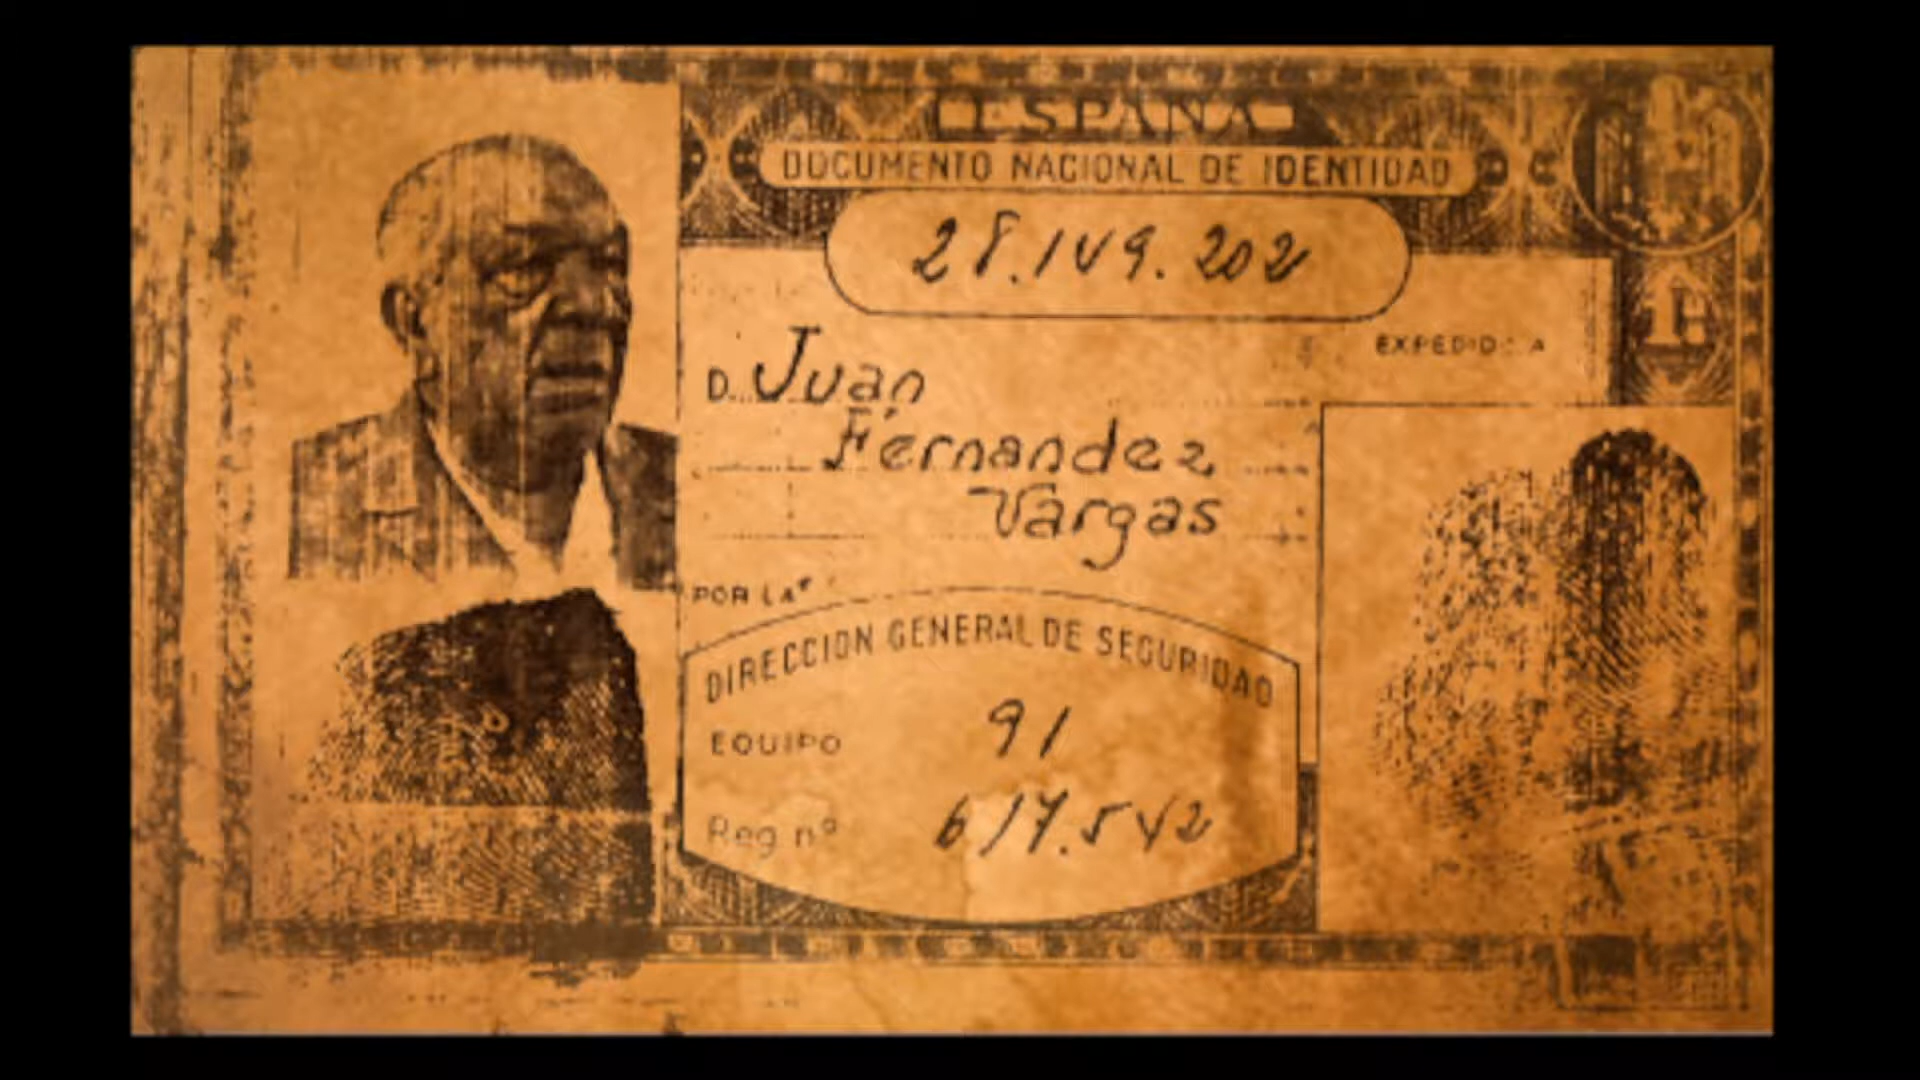 ESPAÑA
DOCUMENTO NACIONAL DE IDENTIDAD
28.149.202
EXPEDIDO A
D. Juan
Fernandez
Vargas
POR LA
DIRECCION GENERAL DE SEGURIDAD
EQUIPO 91
Reg. nº 617.542